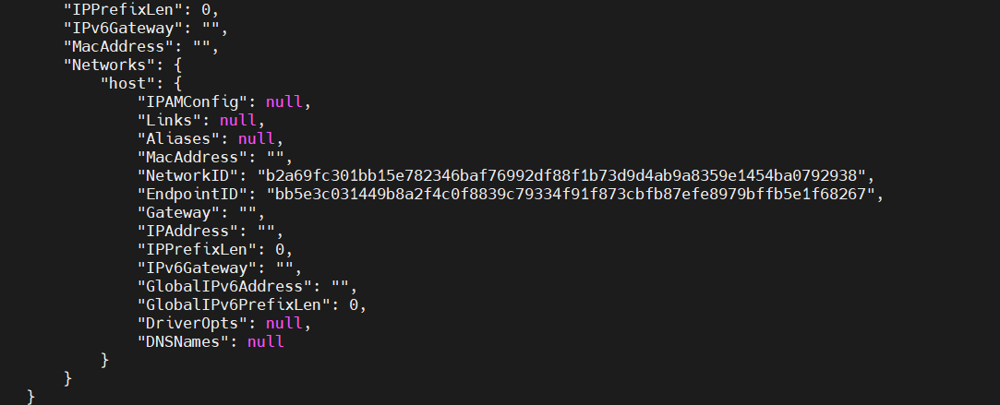 "IPPrefixLen": 0,
"IPv6Gateway": "",
"MacAddress": "",
"Networks": {
"host": {
"IPAMConfig": null,
"Links": null,
"Aliases": null,
"MacAddress": "",
"NetworkID": "b2a69fc301bb15e782346baf76992df88f1b73d9d4ab9a8359e1454ba0792938",
"EndpointID": "bb5e3c031449b8a2f4c0f8839c79334f91f873cbfb87efe8979bffb5e1f68267",
"Gateway": "",
"IPAddress": "",
"IPPrefixLen": 0,
"IPv6Gateway": "",
"GlobalIPv6Address": "",
"GlobalIPv6PrefixLen": 0,
"DriverOpts": null,
"DNSNames": null
}
}
}